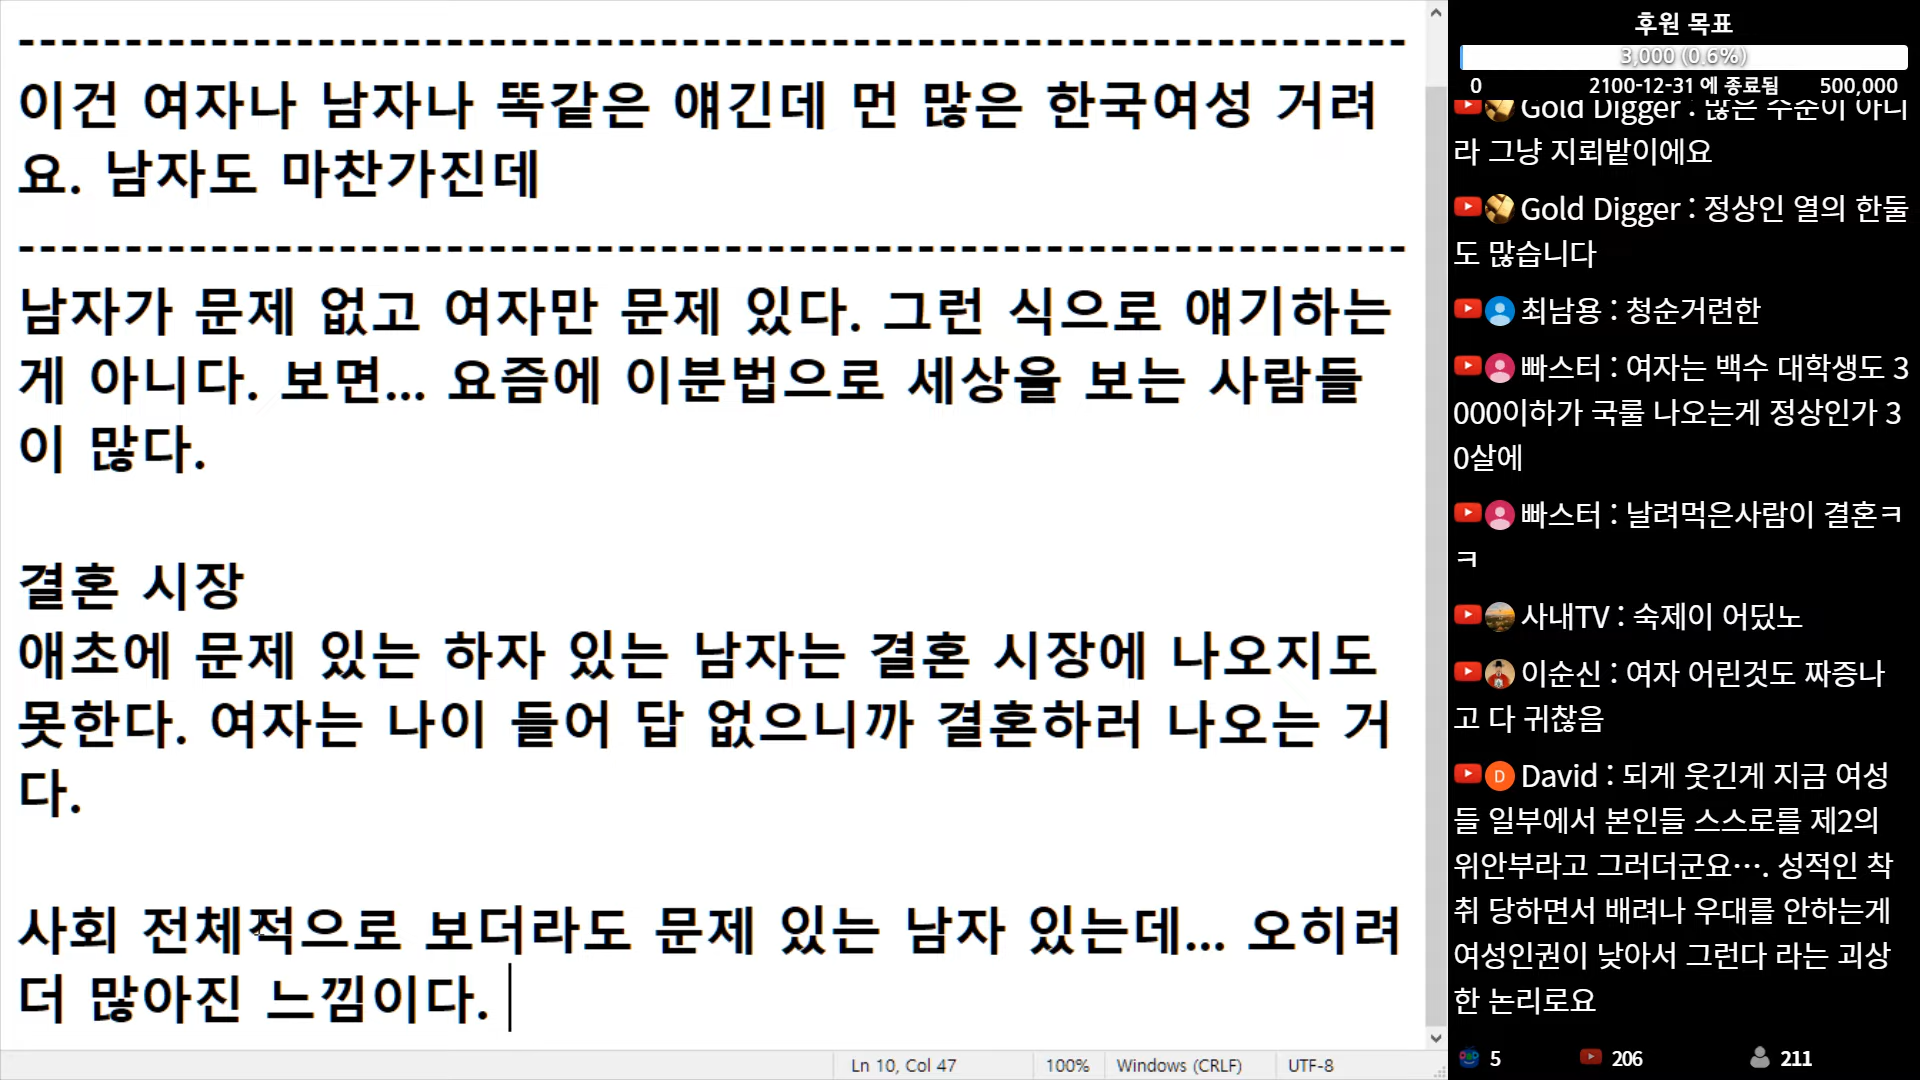 이건 여자나 남자나 똑같은 얘긴데 먼 많은 한국여성 거려
요. 남자도 마찬가진데
남자가 문제 없고 여자만 문제 있다. 그런 식으로 얘기하는
게 아니다. 보면... 요즘에 이분법으로 세상을 보는 사람들
이 많다.
결혼 시장
애초에 문제 있는 하자 있는 남자는 결혼 시장에 나오지도
못한다. 여자는 나이 들어 답 없으니까 결혼하러 나오는 거
다.
사회 전체적으로 보더라도 문제 있는 남자 있는데... 오히려
더 많아진 느낌이다.
Ln 10, Col 47
100%
Windows (CRLF)
UTF-8
후원 목표
3,000 (0.6%)
0 2100-12-31 에 종료됨 500,000
Gold Digger : 많은 수준이 아니
라 그냥 지뢰밭이에요
Gold Digger : 정상인 열의 한둘
도 많습니다
최남용 : 청순거련한
빠스터 : 여자는 백수 대학생도 3
000이하가 국룰 나오는게 정상인가 3
0살에
빠스터 : 날려먹은사람이 결혼ㅋ
ㅋ
사내TV : 숙제이 어딨노
이순신 : 여자 어린것도 짜증나
고 다 귀찮음
D David : 되게 웃긴게 지금 여성
들 일부에서 본인들 스스로를 제2의
위안부라고 그러더군요…. 성적인 착
취 당하면서 배려나 우대를 안하는게
여성인권이 낮아서 그런다 라는 괴상
한 논리로요
5 206 211